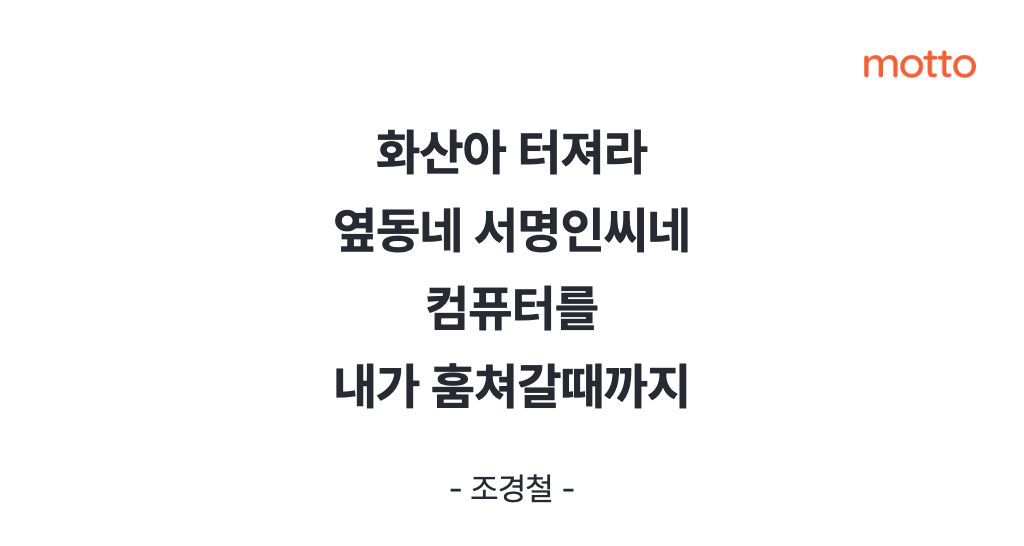 motto
화산아 터져라
옆동네 서명인씨네
컴퓨터를
내가 훔쳐갈때까지
- 조경철 -